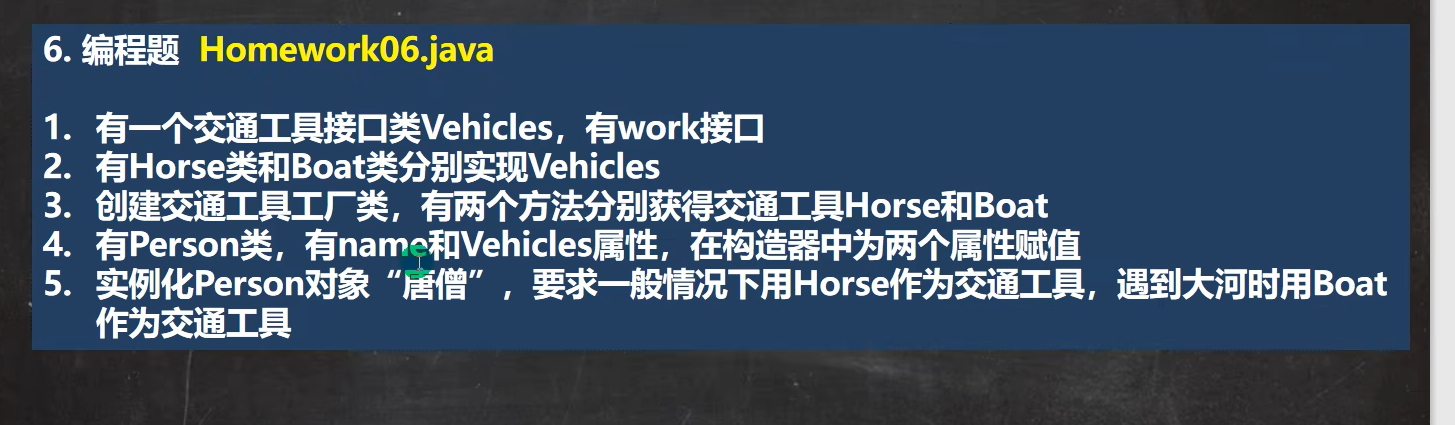 6. 编程题 Homework06.java
1. 有一个交通工具接口类Vehicles，有work接口
2. 有Horse类和Boat类分别实现Vehicles
3. 创建交通工具工厂类，有两个方法分别获得交通工具Horse和Boat
4. 有Person类，有name和Vehicles属性，在构造器中为两个属性赋值
5. 实例化Person对象“唐僧”，要求一般情况下用Horse作为交通工具，遇到大河时用Boat
作为交通工具